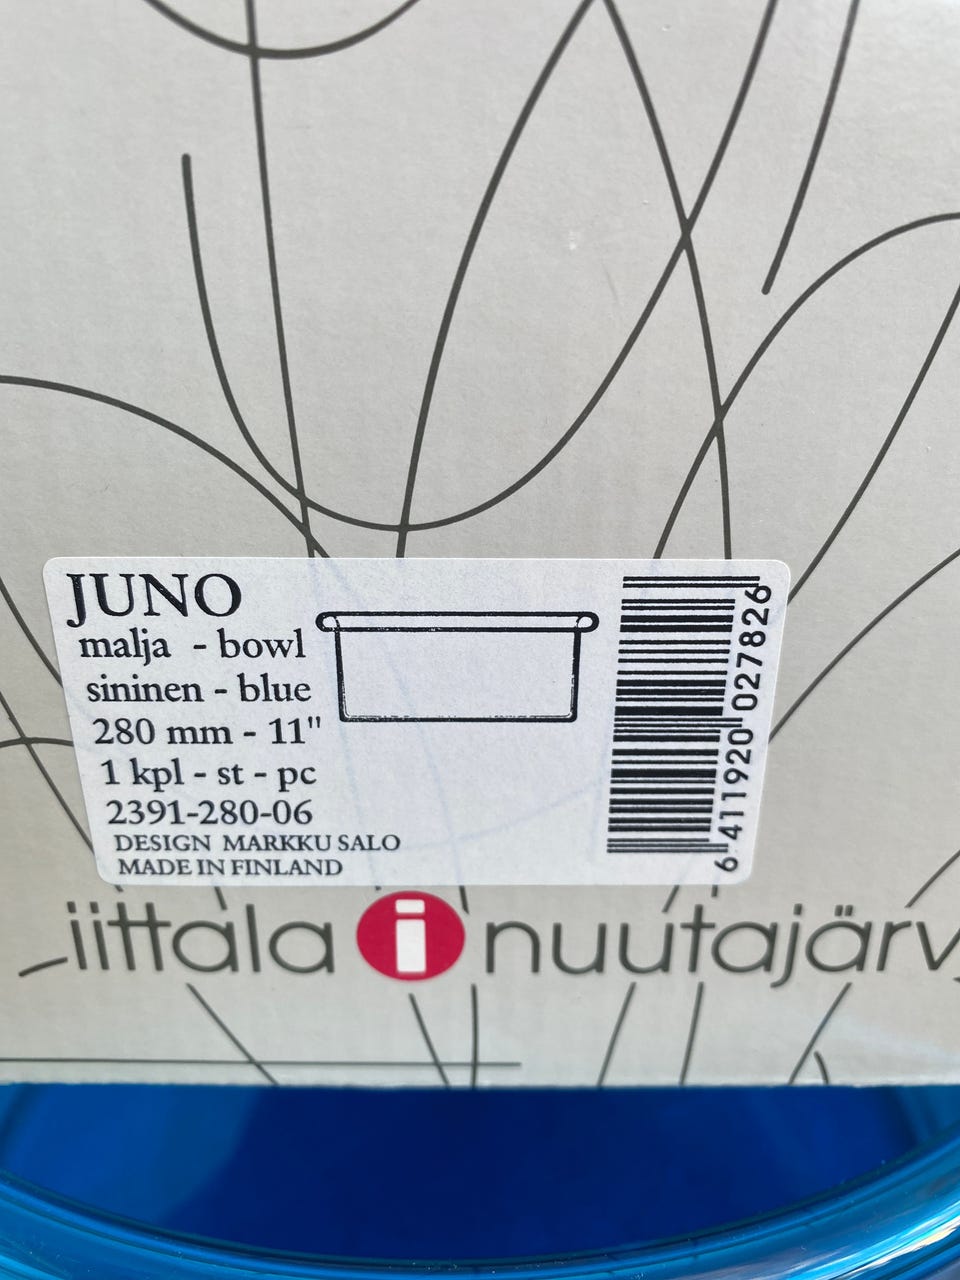 JUNO
malja - bowl
sininen - blue
280 mm - 11"
1 kpl - st - pc
2391-280-06
DESIGN MARKKU SALO
MADE IN FINLAND
6 411920 027826
iittala i nuutajärv